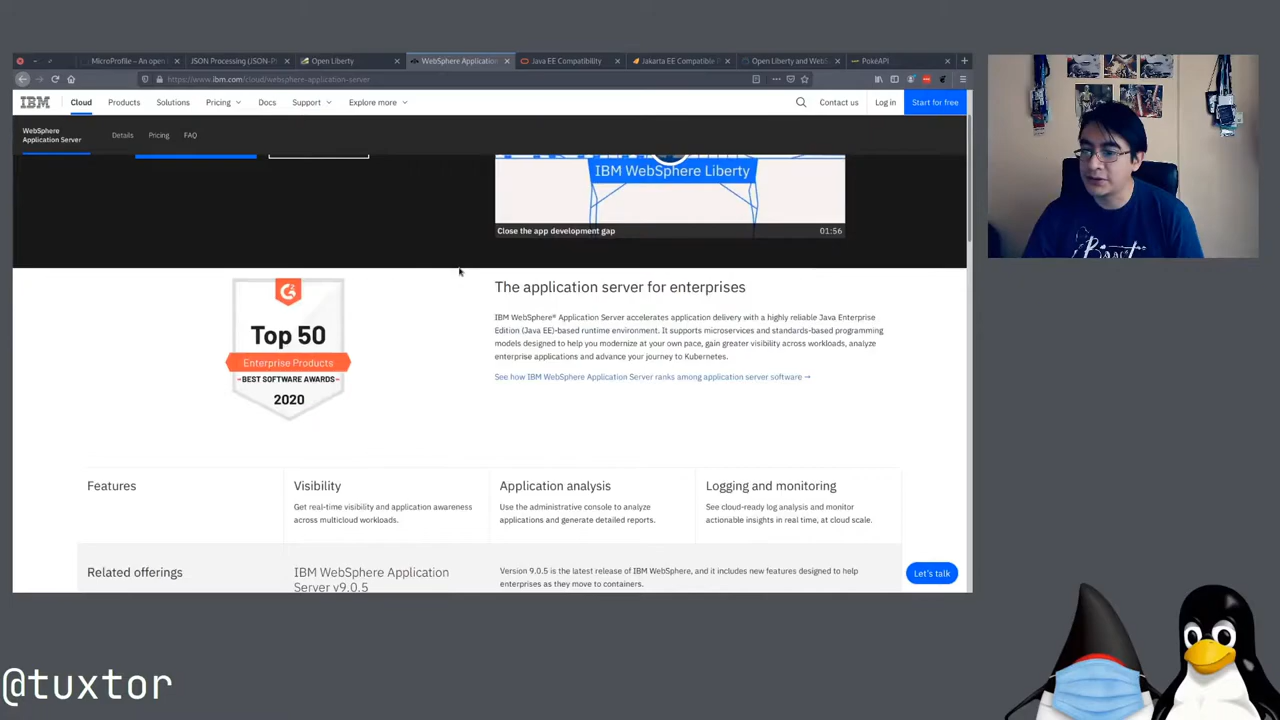 MicroProfile – An open i
JSON Processing (JSON-P
Open Liberty
WebSphere Application
Java EE Compatibility
Jakarta EE Compatible P
Open Liberty and WebS
PokéAPI
https://www.ibm.com/cloud/websphere-application-server
IBM
Cloud
Products
Solutions
Pricing
Docs
Support
Explore more
Contact us
Log in
Start for free
WebSphere
Application Server
Details
Pricing
FAQ
IBM WebSphere Liberty
Close the app development gap
01:56
Top 50
Enterprise Products
BEST SOFTWARE AWARDS
2020
The application server for enterprises
IBM WebSphere® Application Server accelerates application delivery with a highly reliable Java Enterprise
Edition (Java EE)-based runtime environment. It supports microservices and standards-based programming
models designed to help you modernize at your own pace, gain greater visibility across workloads, analyze
enterprise applications and advance your journey to Kubernetes.
See how IBM WebSphere Application Server ranks among application server software →
Features
Visibility
Get real-time visibility and application awareness
across multicloud workloads.
Application analysis
Use the administrative console to analyze
applications and generate detailed reports.
Logging and monitoring
See cloud-ready log analysis and monitor
actionable insights in real time, at cloud scale.
Related offerings
IBM WebSphere Application
Server v9.0.5
Version 9.0.5 is the latest release of IBM WebSphere, and it includes new features designed to help
enterprises as they move to containers.
Let's talk
@tuxtor